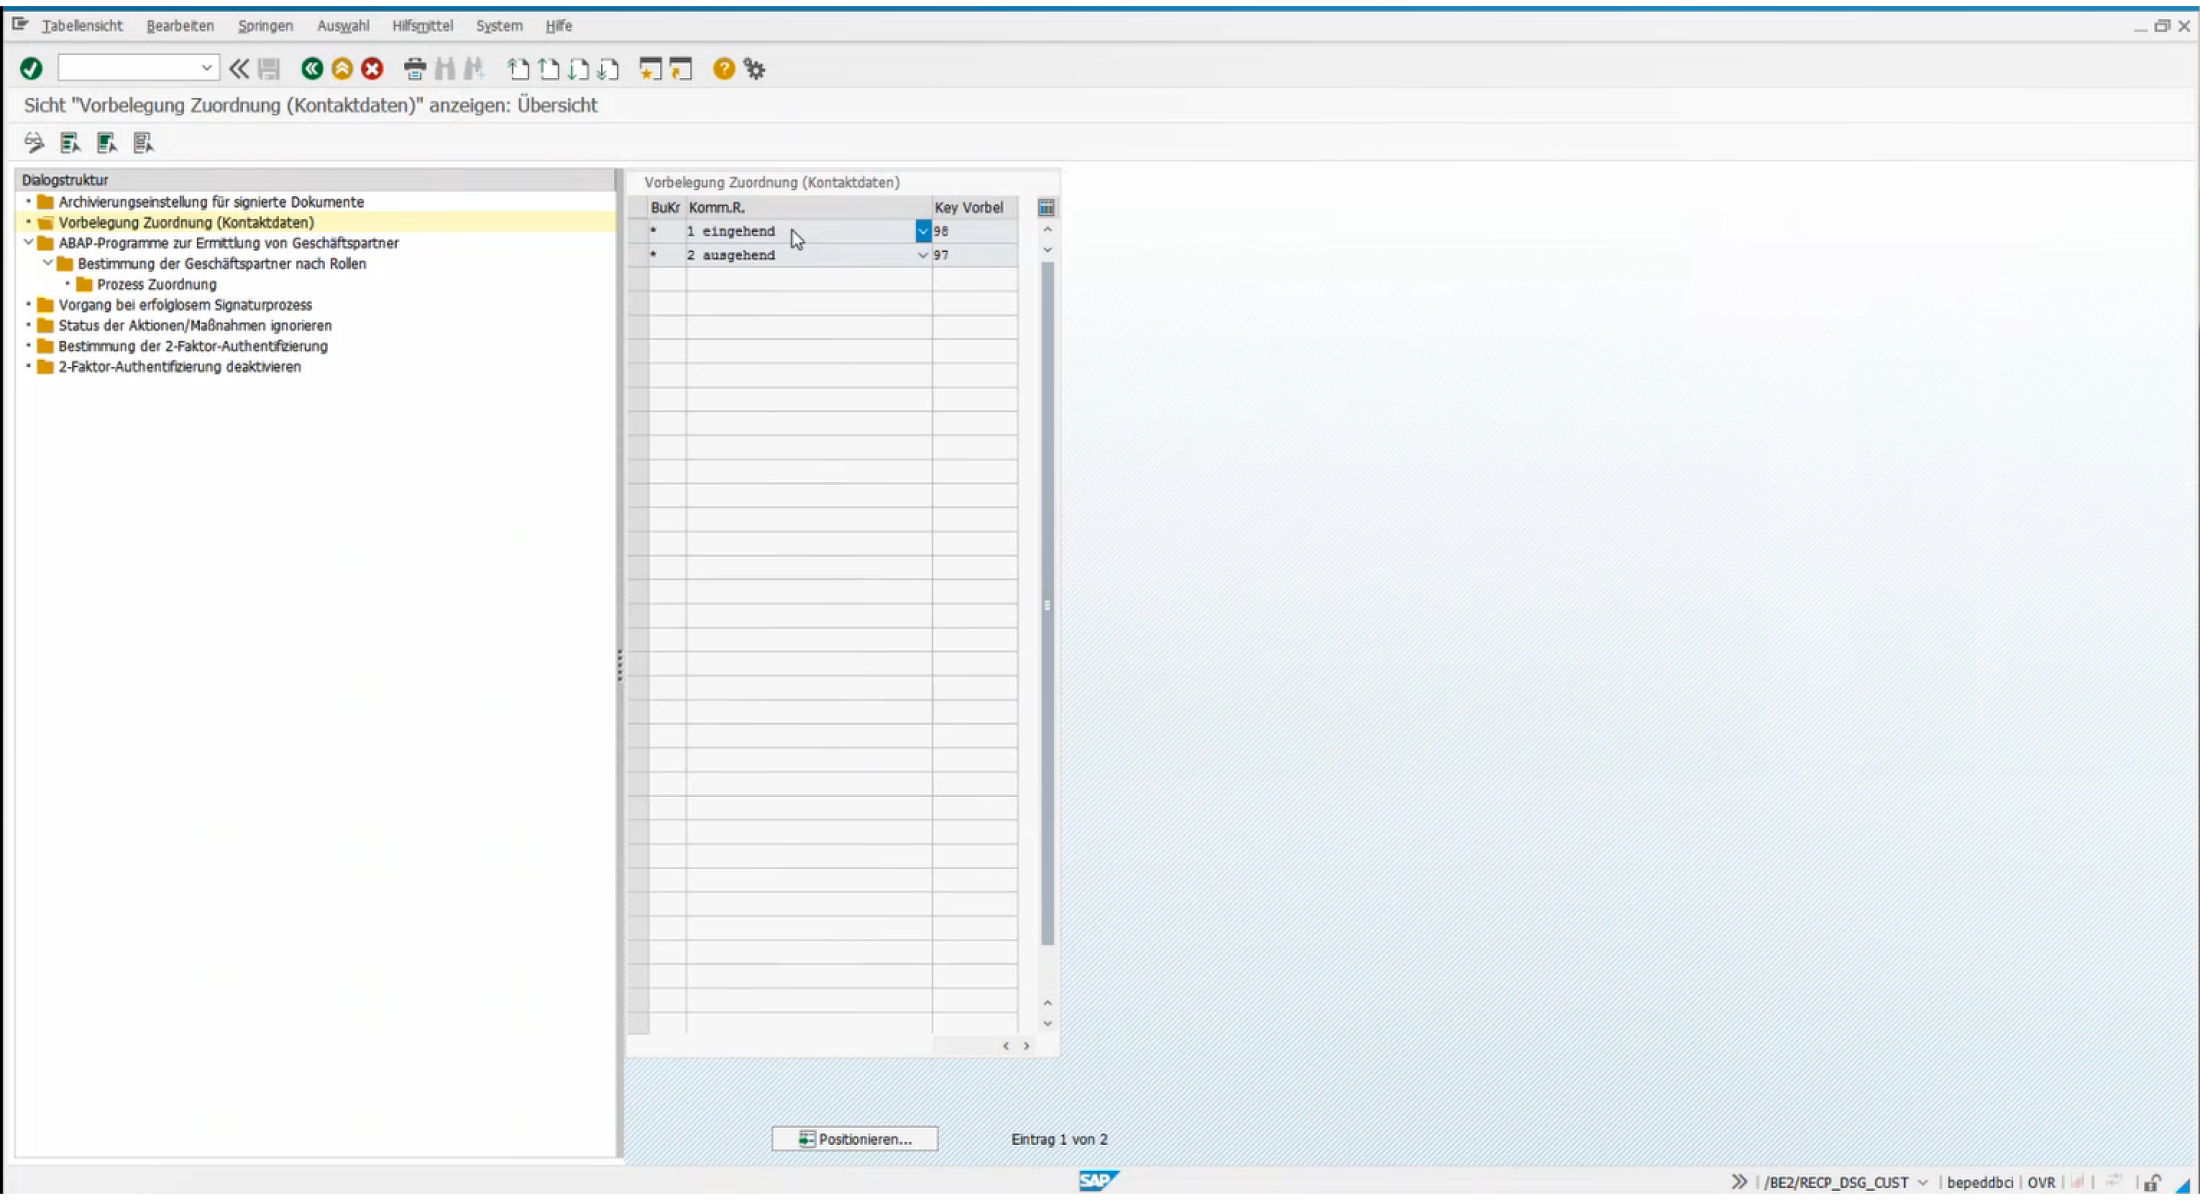 Tabellensicht Bearbeiten Springen Auswahl Hilfsmittel System Hilfe
Sicht "Vorbelegung Zuordnung (Kontaktdaten)" anzeigen: Übersicht
Dialogstruktur
Archivierungseinstellung für signierte Dokumente
Vorbelegung Zuordnung (Kontaktdaten)
ABAP-Programme zur Ermittlung von Geschäftspartner
Bestimmung der Geschäftspartner nach Rollen
Prozess Zuordnung
Vorgang bei erfolglosem Signaturprozess
Status der Aktionen/Maßnahmen ignorieren
Bestimmung der 2-Faktor-Authentifizierung
2-Faktor-Authentifizierung deaktivieren
Vorbelegung Zuordnung (Kontaktdaten)
BuKr Komm.R. Key Vorbel
* 1 eingehend 98
* 2 ausgehend 97
Positionieren... Eintrag 1 von 2
SAP /BE2/RECP_DSG_CUST bepeddbci OVR